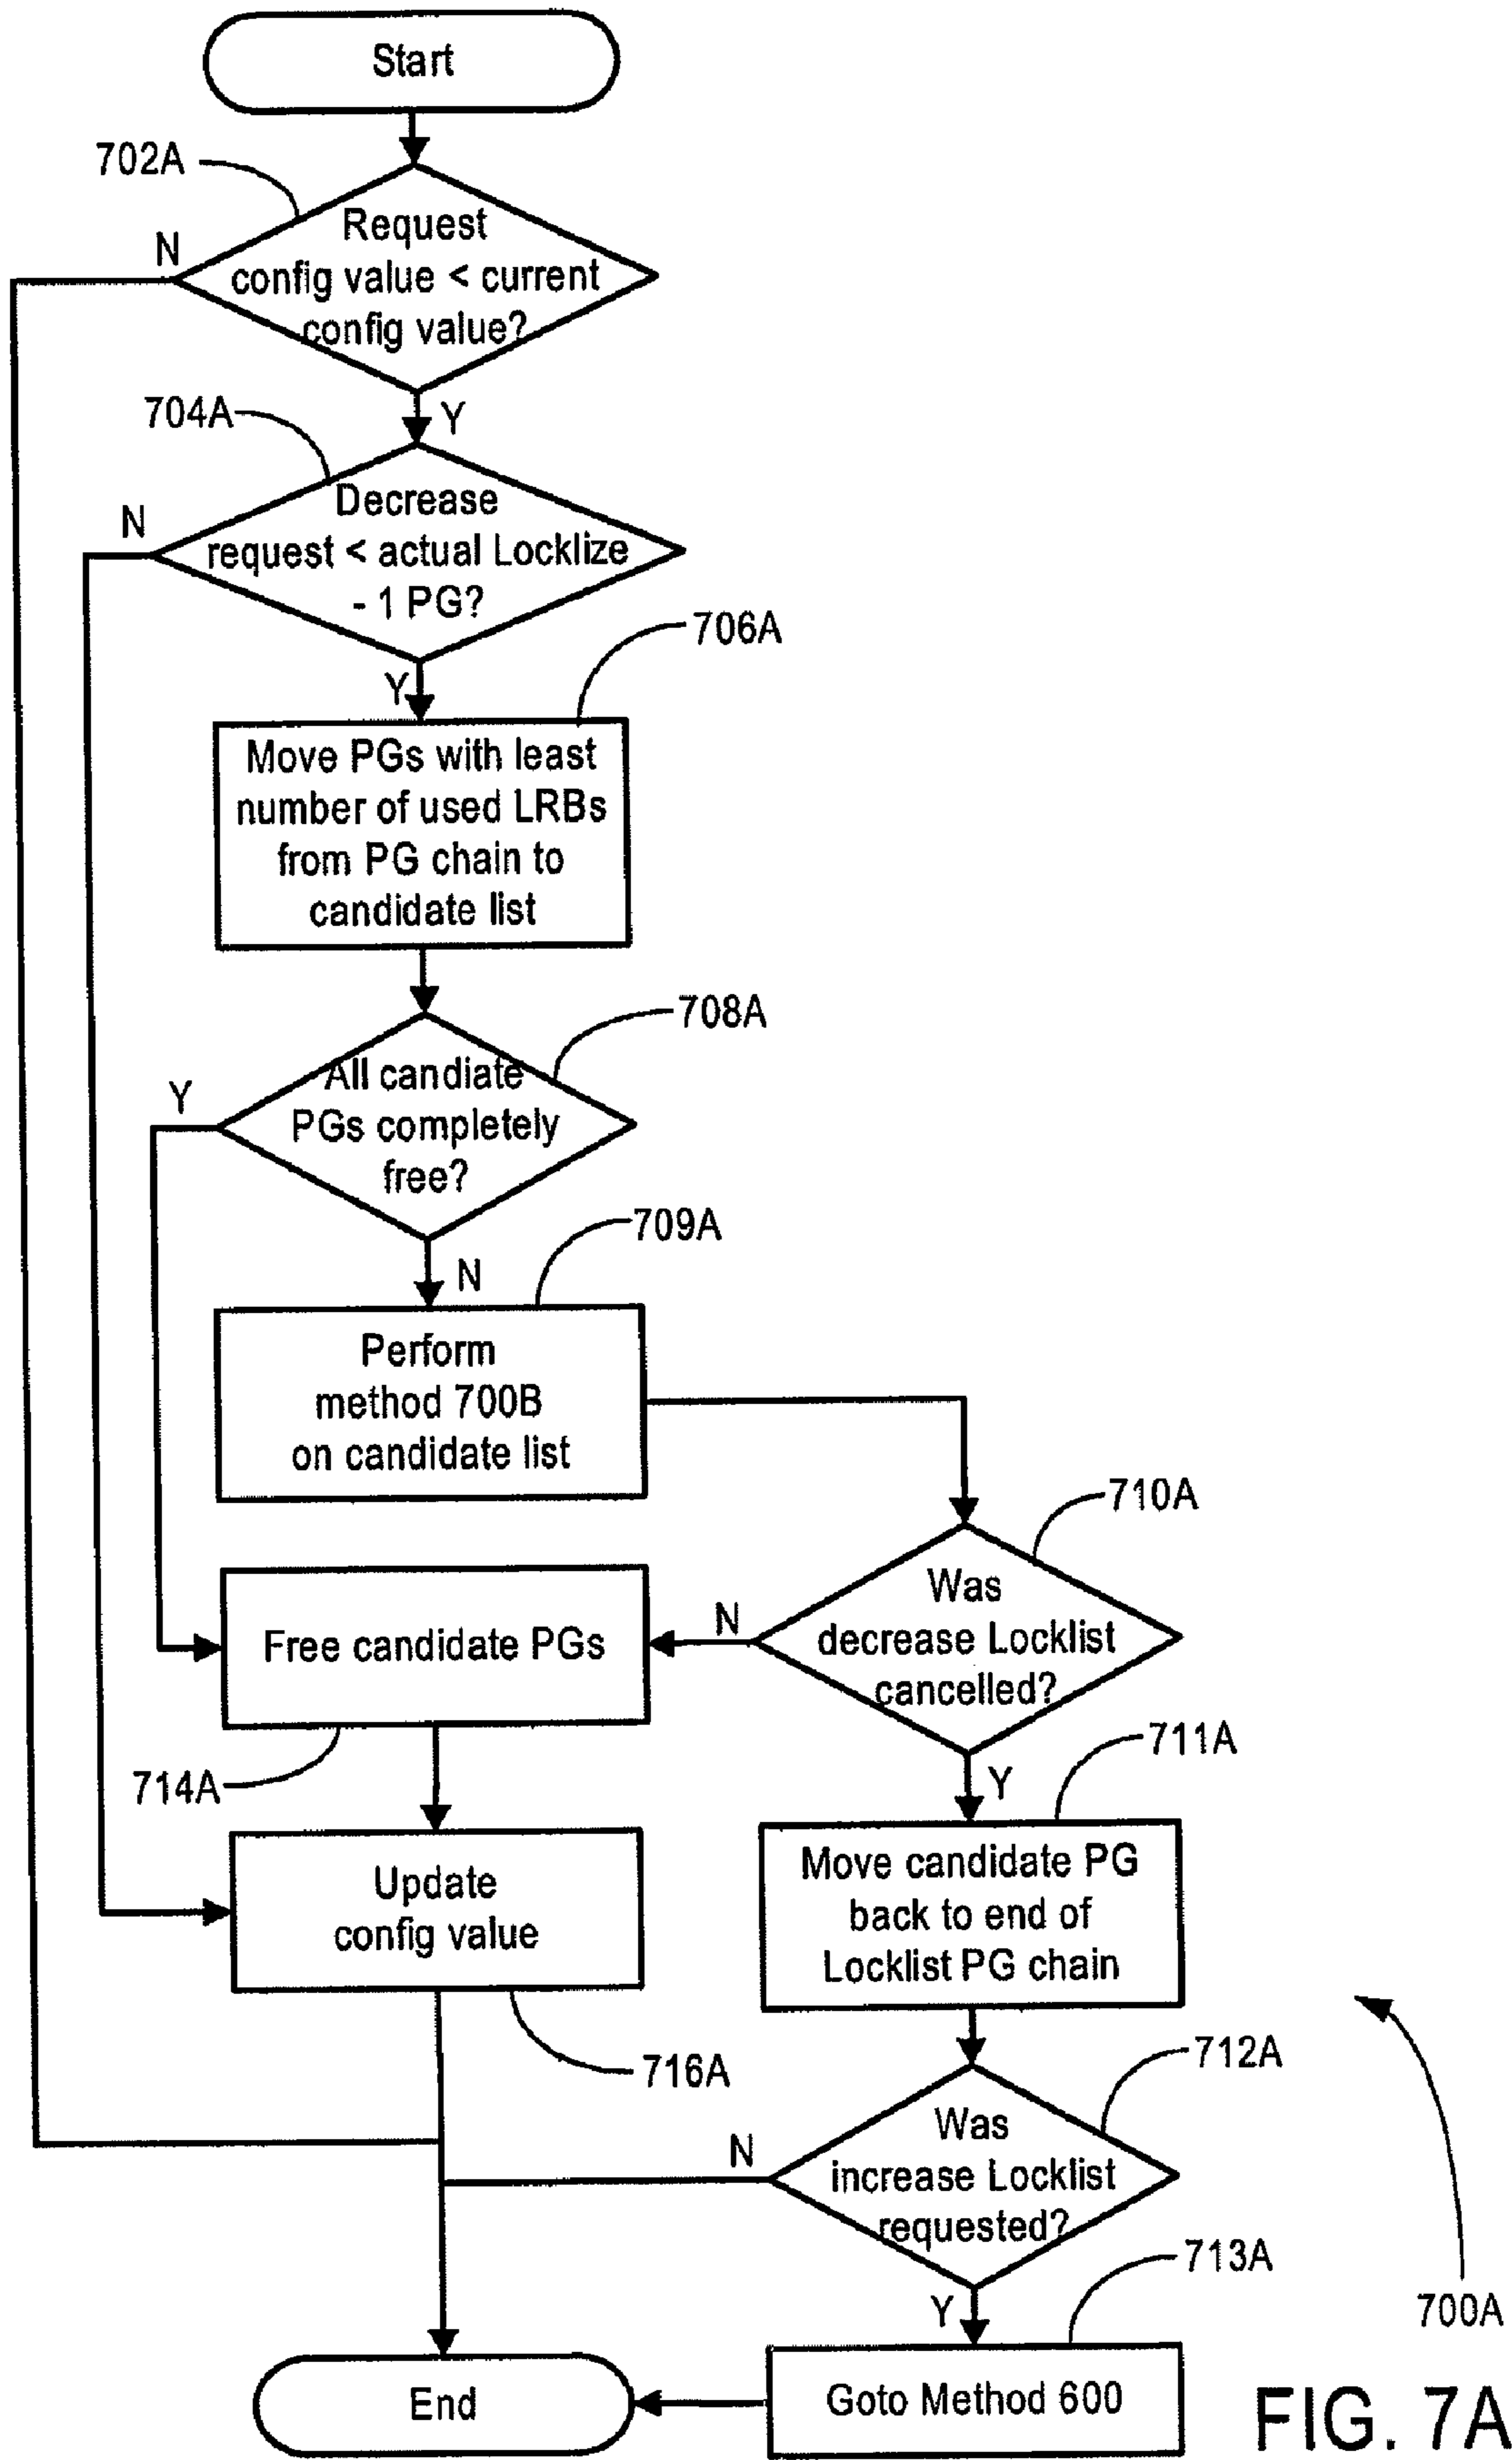 Start
702A
Request
config value < current
config value?
N
Y
704A
Decrease
request < actual Locklize
- 1 PG?
N
Y
706A
Move PGs with least
number of used LRBs
from PG chain to
candidate list
708A
All candiate
PGs completely
free?
Y
N
709A
Perform
method 700B
on candidate list
710A
Was
decrease Locklist
cancelled?
N
Y
Free candidate PGs
714A
711A
Move candidate PG
back to end of
Locklist PG chain
Update
config value
716A
712A
Was
increase Locklist
requested?
N
Y
713A
Goto Method 600
End
700A
FIG. 7A